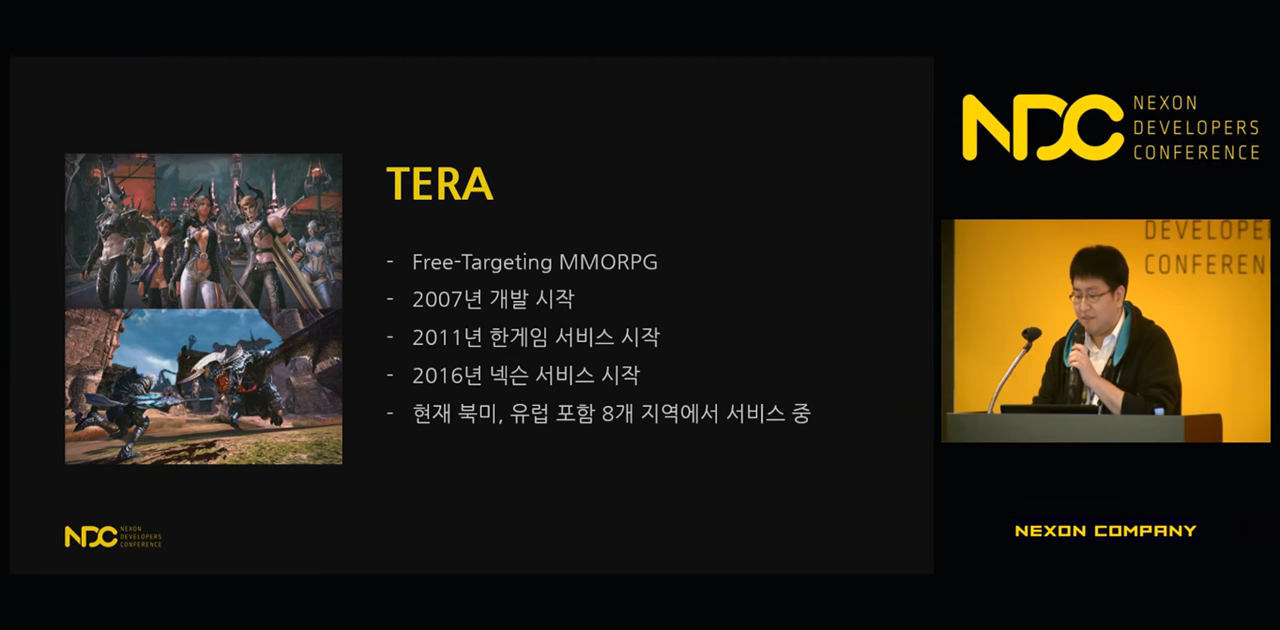 TERA
- Free-Targeting MMORPG
- 2007년 개발 시작
- 2011년 한게임 서비스 시작
- 2016년 넥슨 서비스 시작
- 현재 북미, 유럽 포함 8개 지역에서 서비스 중
NDC
NEXON
DEVELOPERS
CONFERENCE
NDC
NEXON
DEVELOPERS
CONFERENCE
DEVELOPE
CONFEREN
NEXON COMPANY